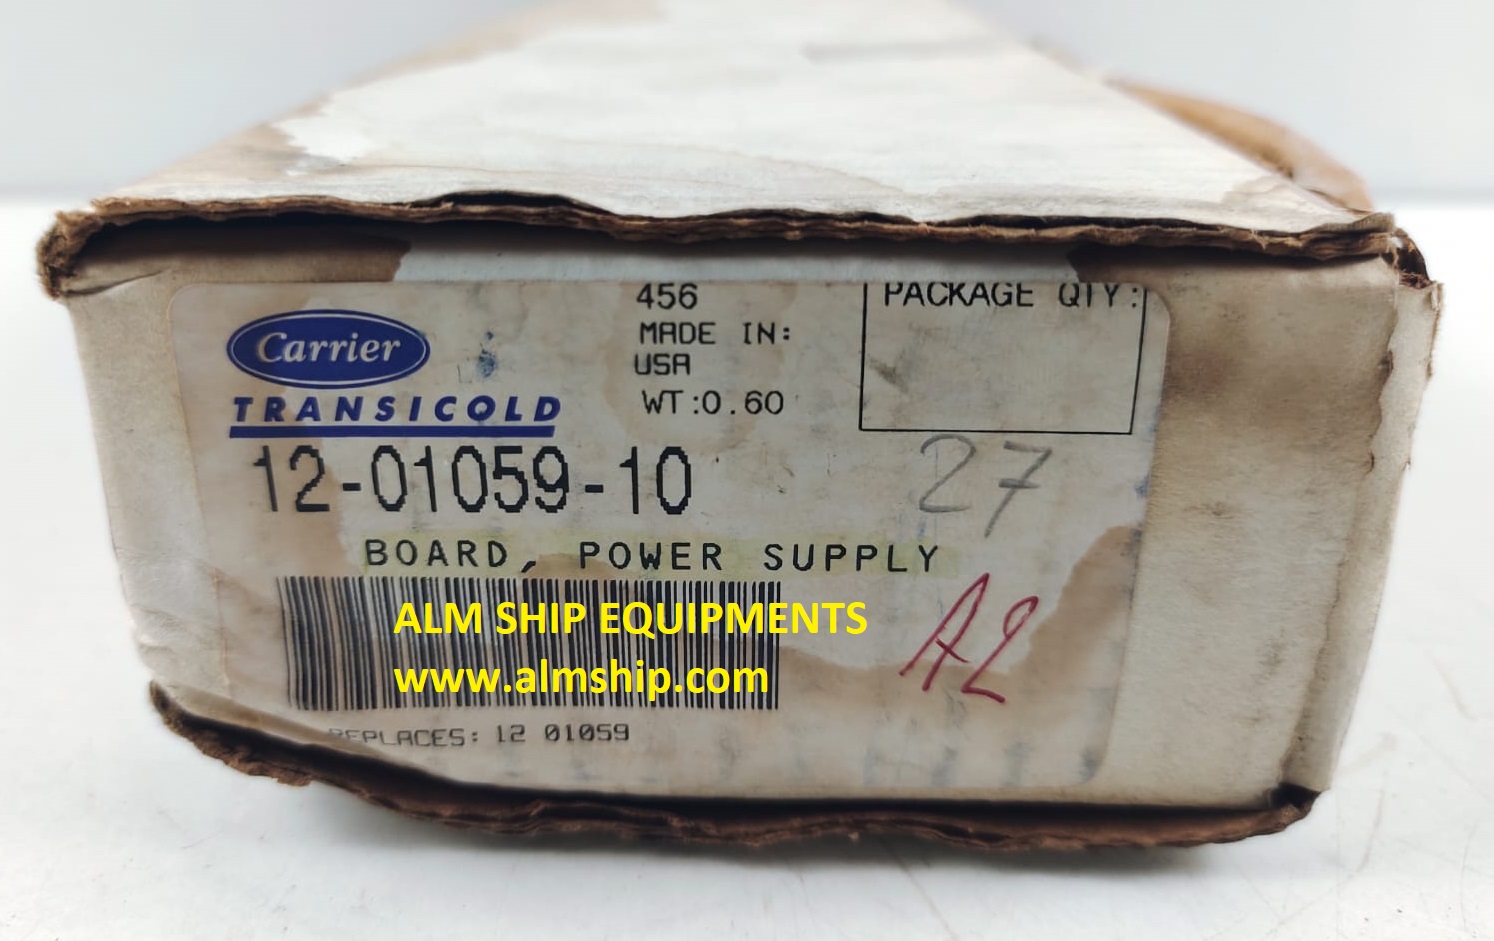 456
PACKAGE QTY:
MADE IN:
USA
Carrier
TRANSICOLD
WT:0.60
12-01059-10
27
BOARD, POWER SUPPLY
ALM SHIP EQUIPMENTS
A2
www.almship.com
REPLACES: 12 01059